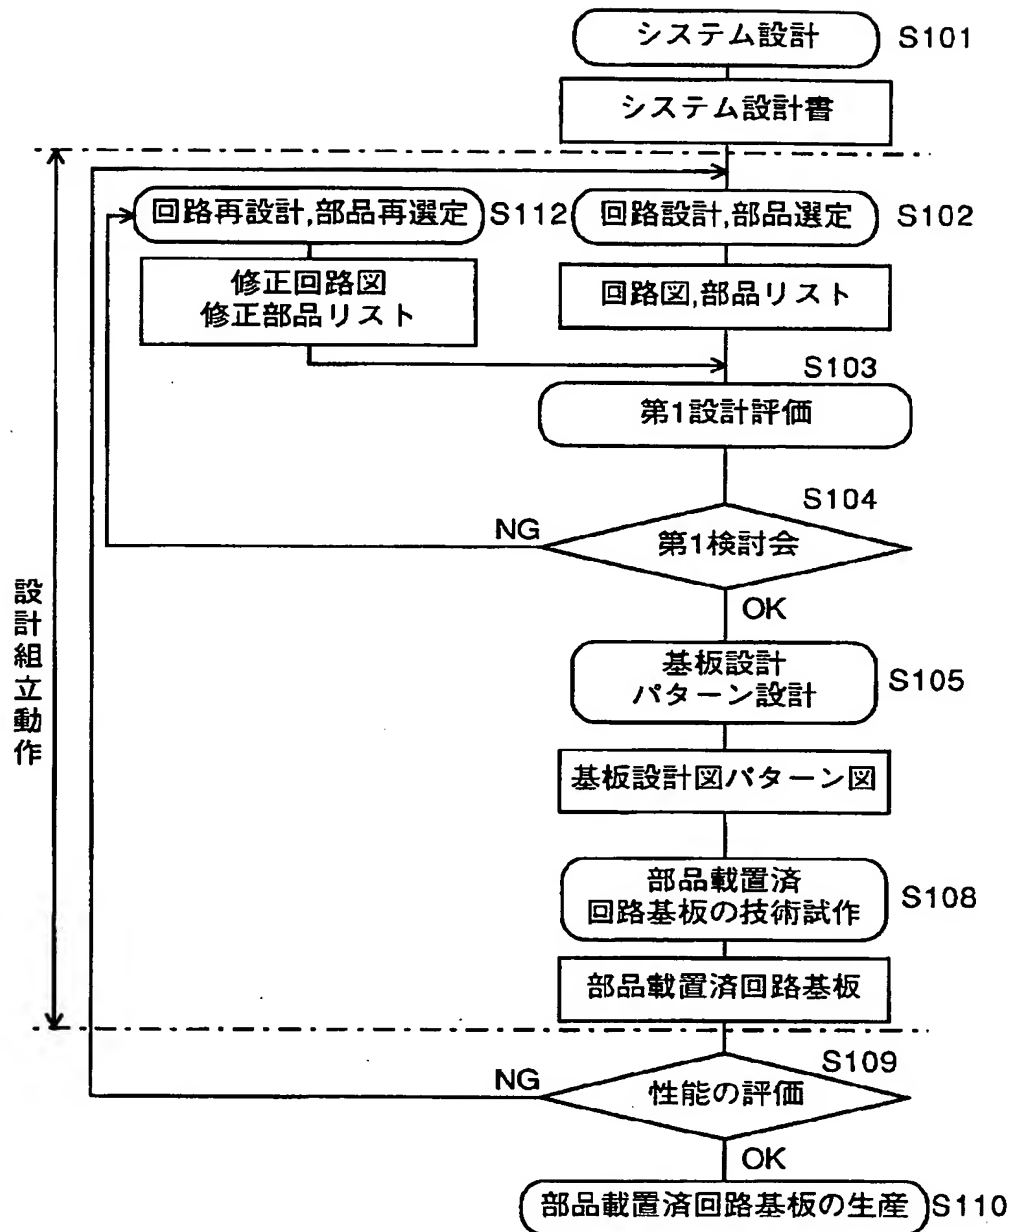 システム設計 S101
システム設計書
回路再設計,部品再選定 S112 回路設計,部品選定 S102
修正回路図
修正部品リスト
回路図,部品リスト
S103
第1設計評価
S104
NG 第1検討会
OK
設計組立動作
基板設計
パターン設計
S105
基板設計図パターン図
部品載置済
回路基板の技術試作
S108
部品載置済回路基板
S109
NG 性能の評価
OK
部品載置済回路基板の生産 S110